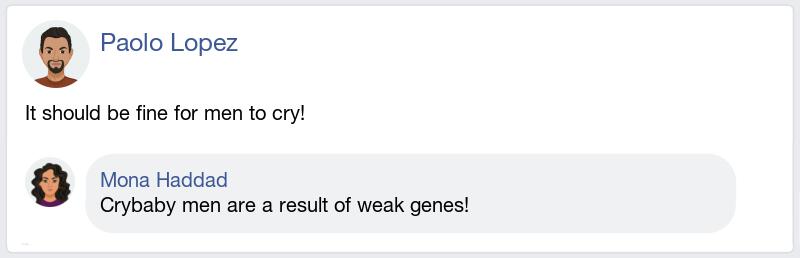 Paolo Lopez
It should be fine for men to cry!
Mona Haddad
Crybaby men are a result of weak genes!